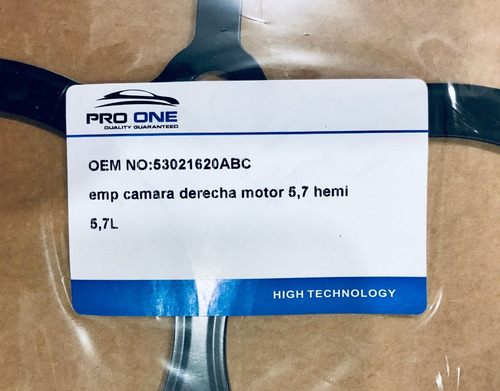 PRO ONE
QUALITY GUARANTEED
OEM NO:53021620ABC
emp camara derecha motor 5,7 hemi
5,7L
HIGH TECHNOLOGY